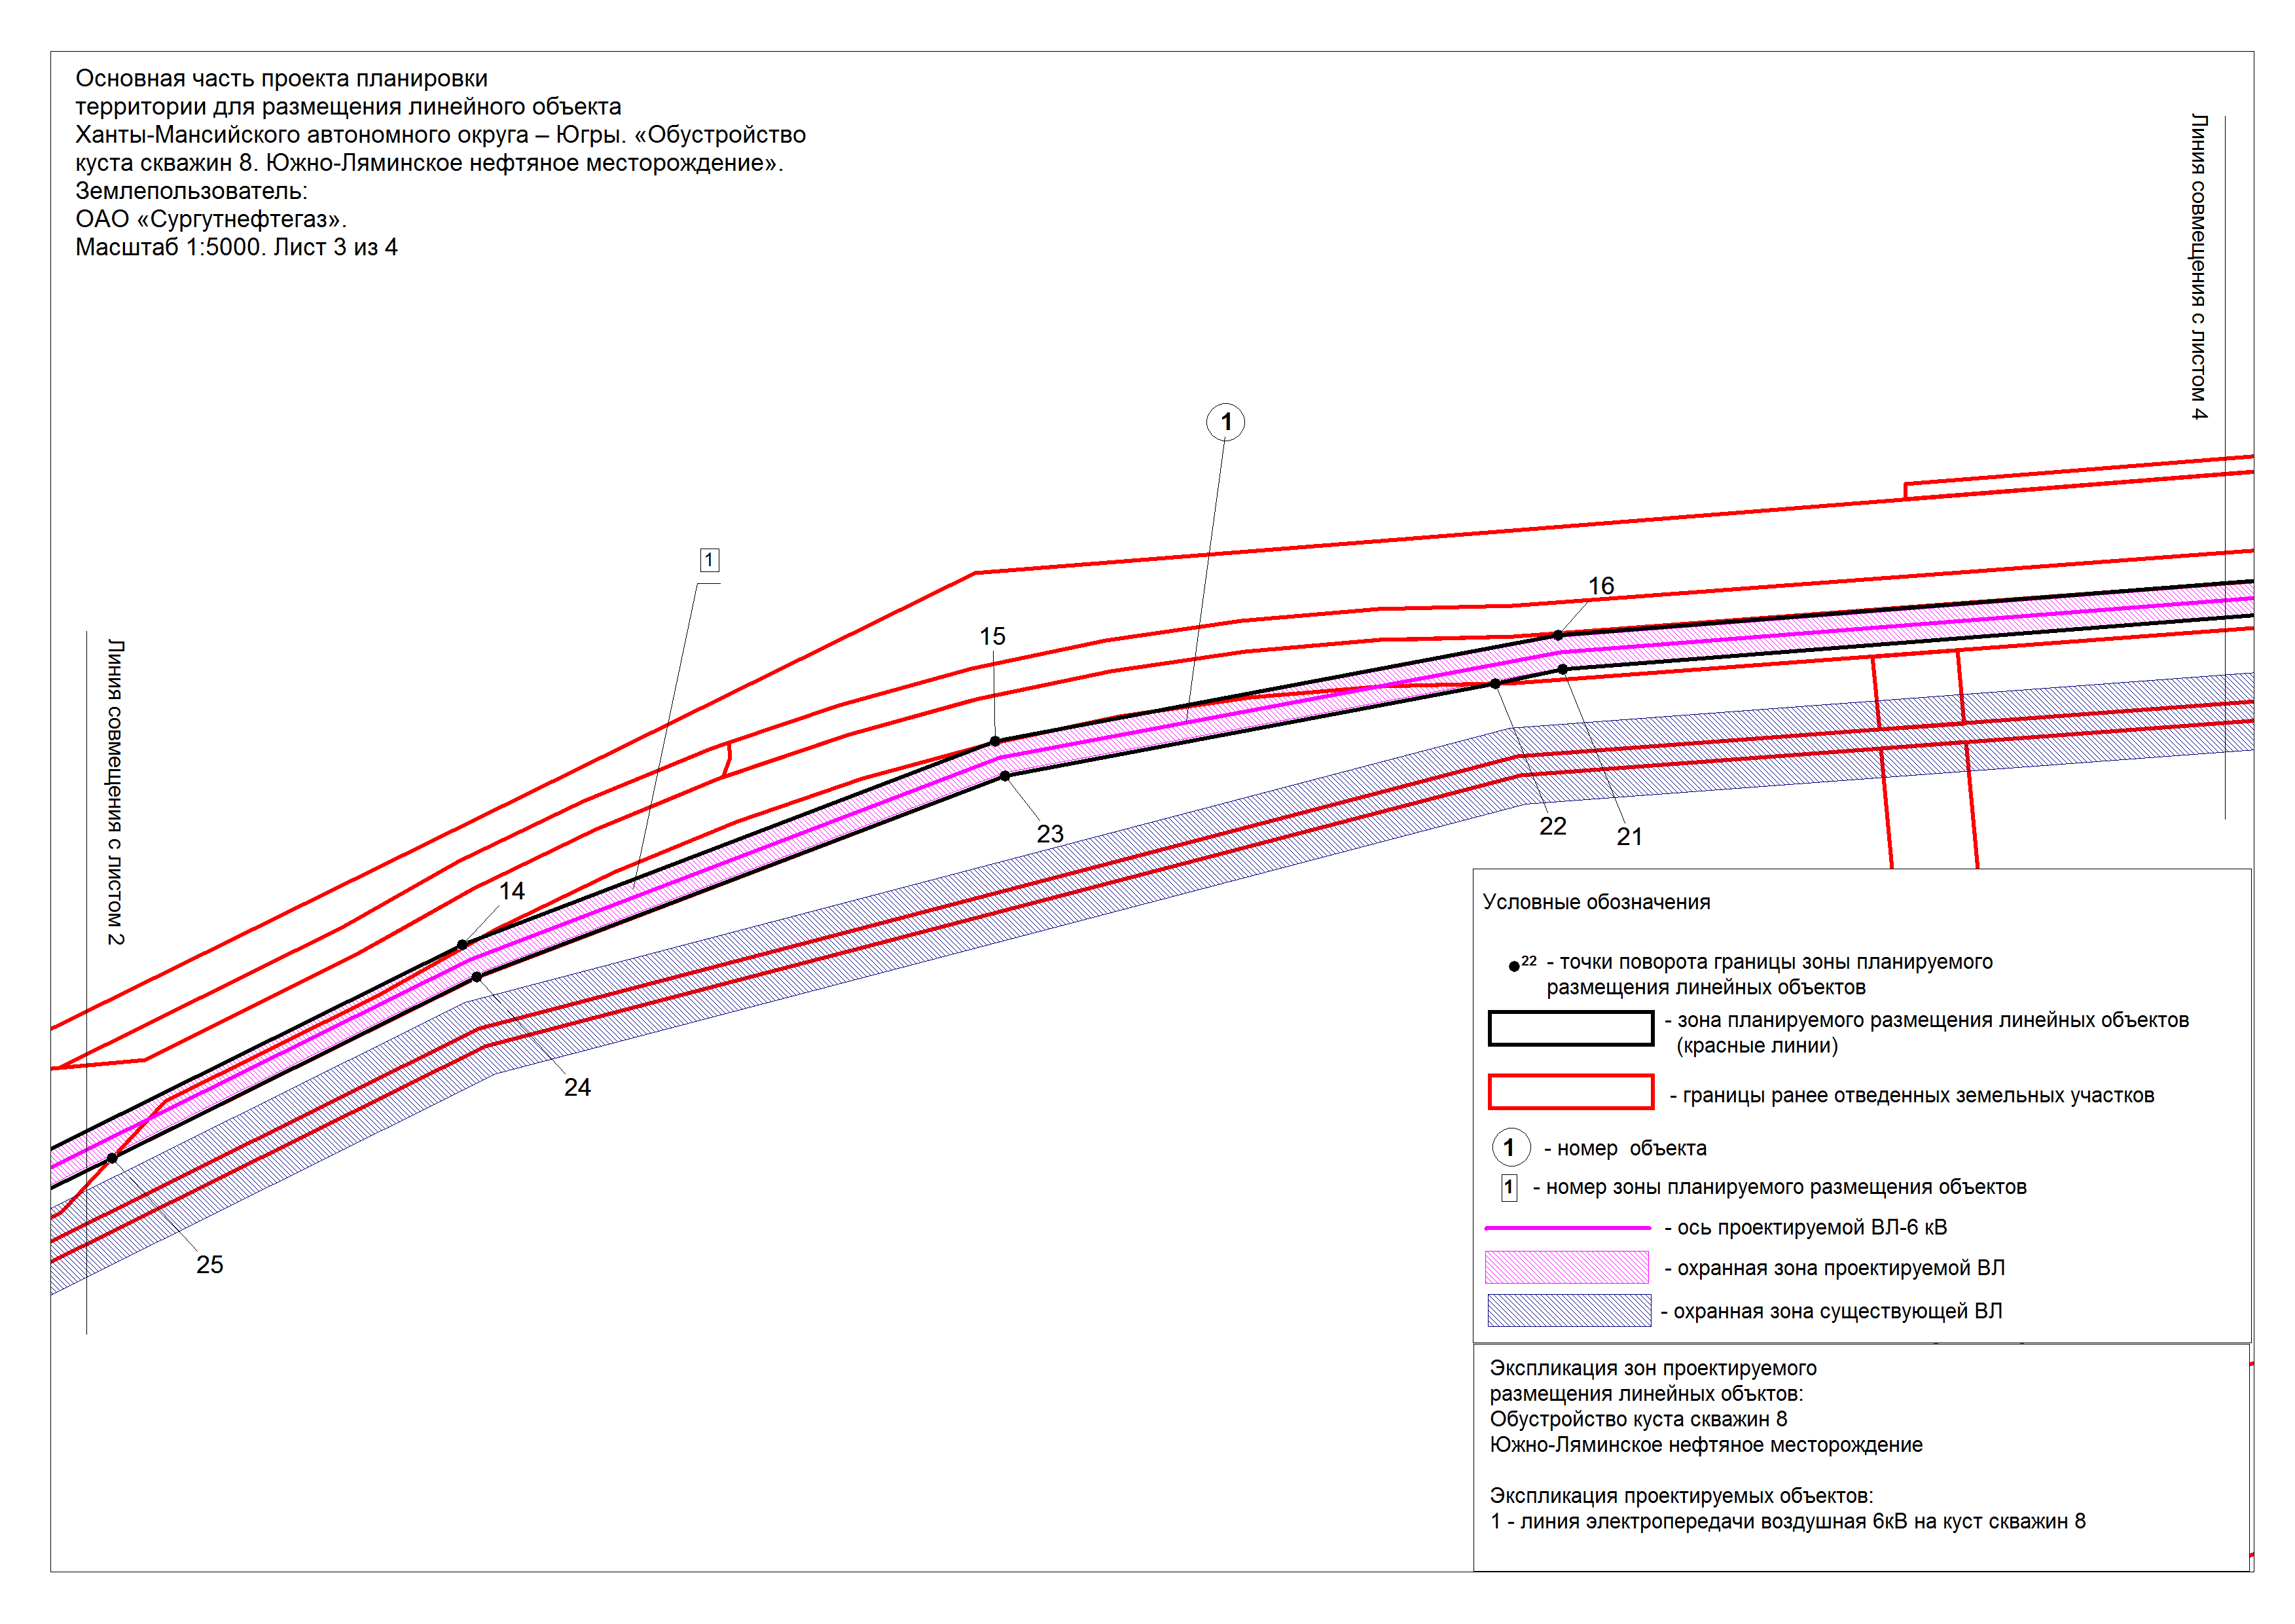 Основная часть проекта планировки
территории для размещения линейного объекта
Ханты-Мансийского автономного округа – Югры. «Обустройство
куста скважин 8. Южно-Ляминское нефтяное месторождение».
Землепользователь:
ОАО «Сургутнефтегаз».
Масштаб 1:5000. Лист 3 из 4
Линия совмещения с листом 4
1
1
16
15
14
23
22
21
24
25
Линия совмещения с листом 2
Условные обозначения
22 - точки поворота границы зоны планируемого
размещения линейных объектов
- зона планируемого размещения линейных объектов
(красные линии)
- границы ранее отведенных земельных участков
1 - номер объекта
1 - номер зоны планируемого размещения объектов
- ось проектируемой ВЛ-6 кВ
- охранная зона проектируемой ВЛ
- охранная зона существующей ВЛ
Экспликация зон проектируемого
размещения линейных объктов:
Обустройство куста скважин 8
Южно-Ляминское нефтяное месторождение
Экспликация проектируемых объектов:
1 - линия электропередачи воздушная 6кВ на куст скважин 8